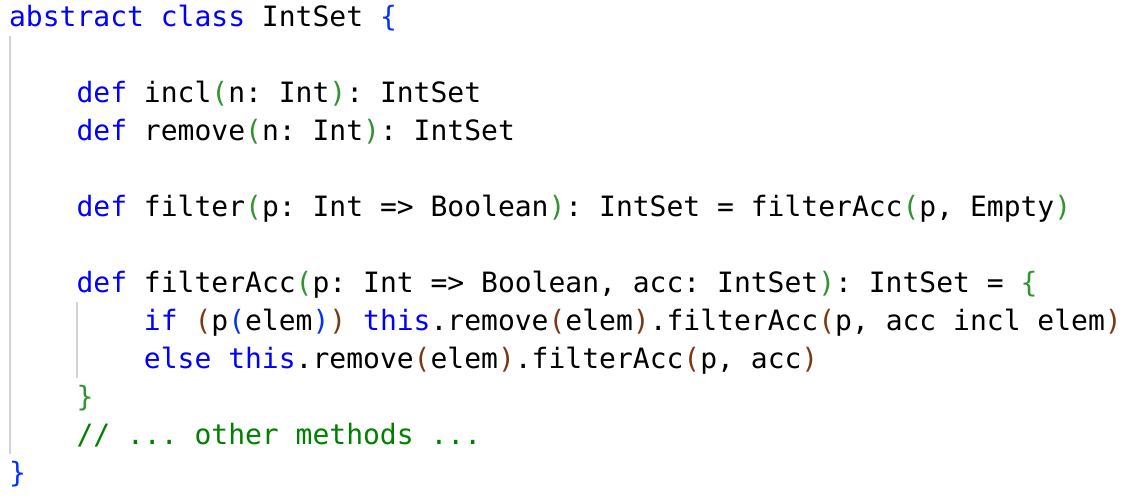 abstract class IntSet {
def incl(n: Int): IntSet
def remove(n: Int): IntSet
def filter(p: Int => Boolean): IntSet = filterAcc(p, Empty)
def filterAcc(p: Int => Boolean, acc: IntSet): IntSet = {
if (p(elem)) this.remove(elem).filterAcc(p, acc incl elem)
else this.remove(elem).filterAcc(p, acc)
}
// ... other methods ...
}